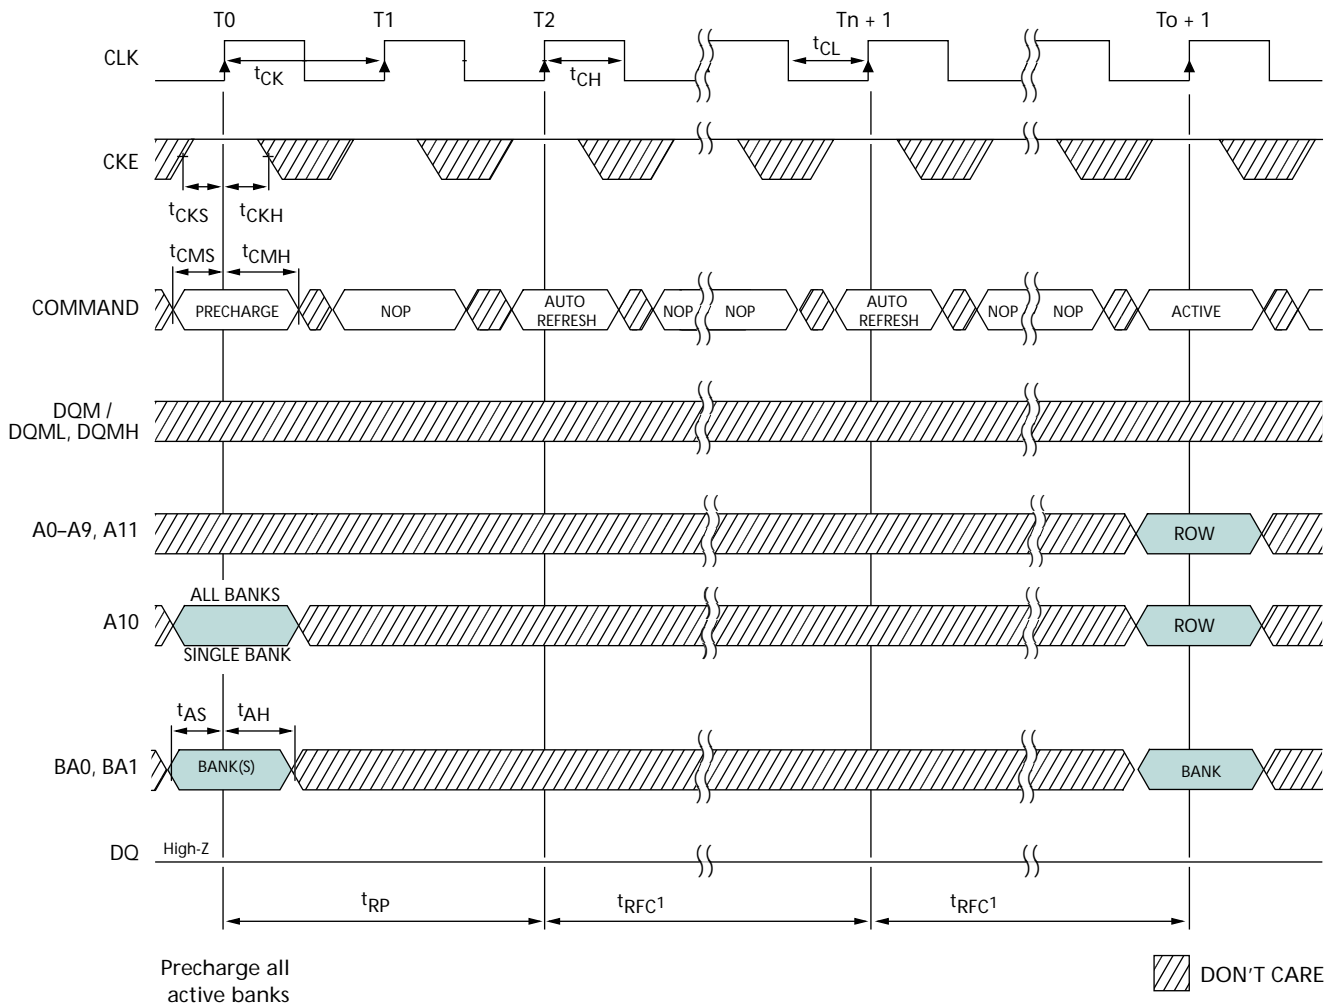 T0 T1 T2 Tn + 1 To + 1
CLK
tCK tCH tCL
CKE
tCKS tCKH
tCMS tCMH
COMMAND PRECHARGE NOP AUTO REFRESH NOP NOP AUTO REFRESH NOP NOP ACTIVE
DQM /
DQML, DQMH
A0–A9, A11 ROW
ALL BANKS
A10 ROW
SINGLE BANK
tAS tAH
BA0, BA1 BANK(S) BANK
DQ High-Z
tRP tRFC1 tRFC1
Precharge all
active banks
DON'T CARE